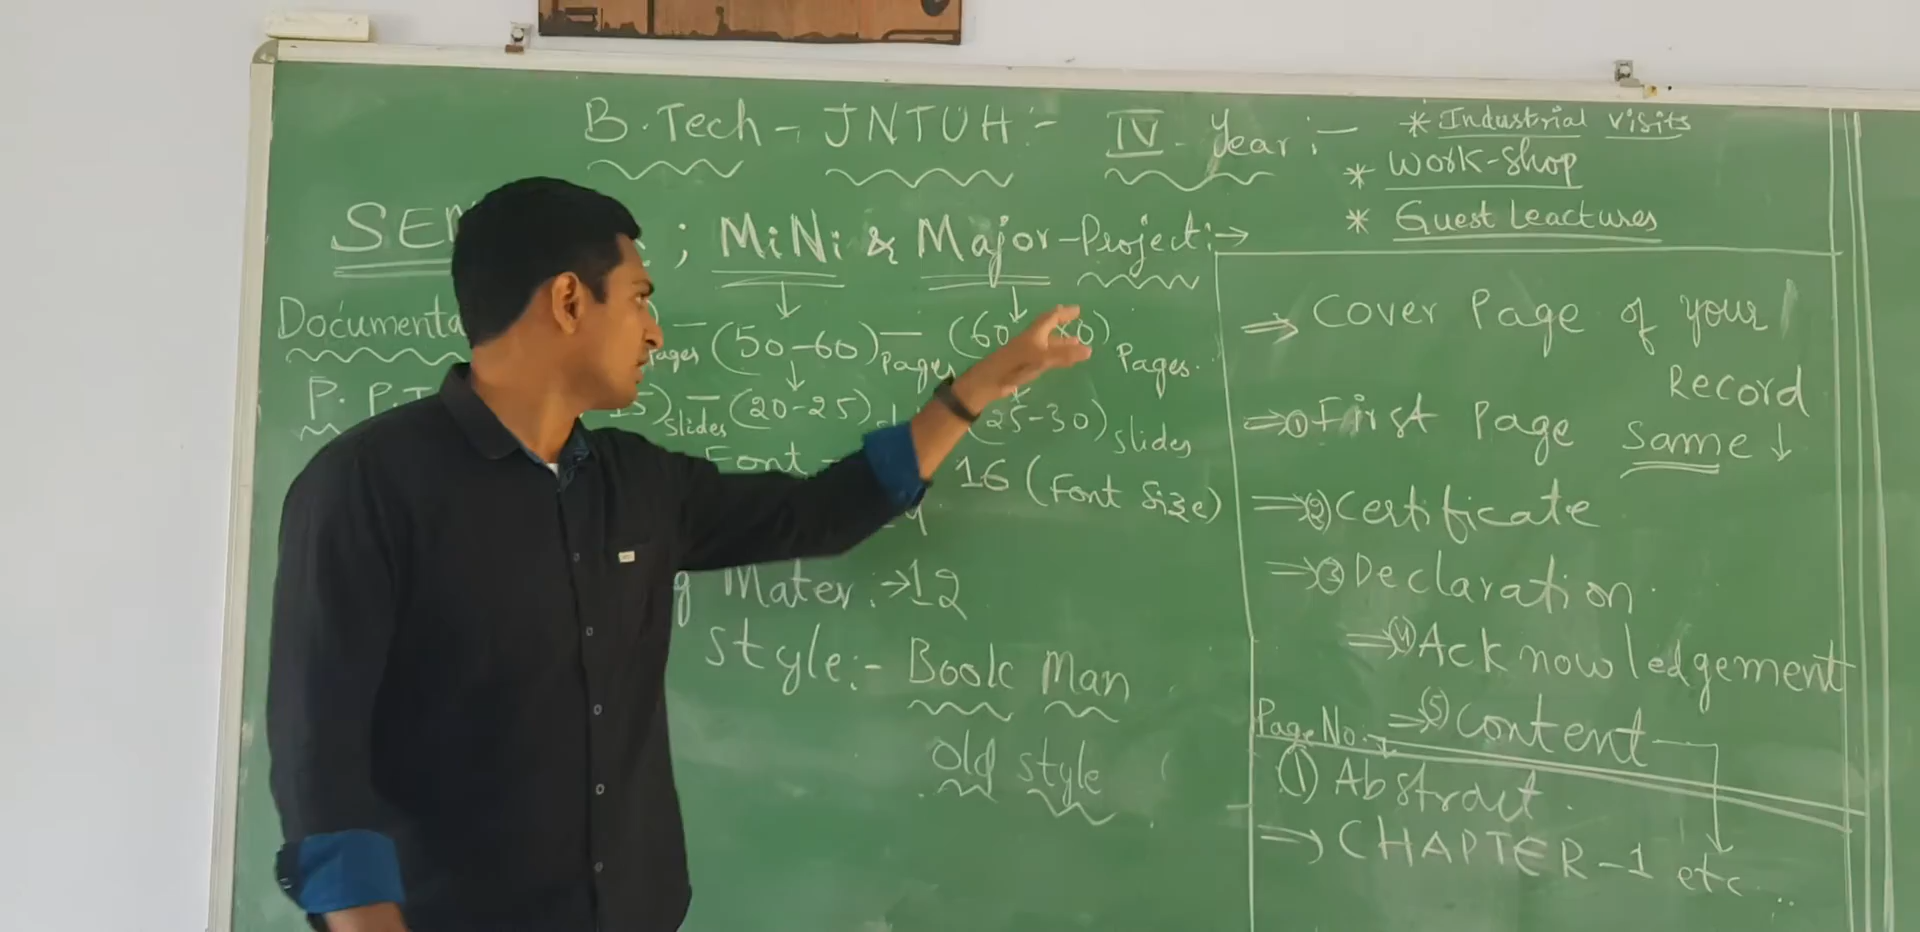 B.Tech - JNTUH:- IV - Year:-
* Industrial visits
* Work-shop
* Guest Leactures
; MiNi & Major - Project:→
Pages - (50-60) Pages - Pages.
Slides - (20-25) (25-30) Slides
Font 16 (Font Size)
Mater.:→12
Style:- Book Man
Old Style
⇒ Cover Page of your Record
⇒① First Page Same ↓
⇒② Certificate
⇒③ Declaration.
⇒④ Acknowledgement
Page No. ⇒⑤ Content
(1) Abstract.
⇒ CHAPTER-1 etc...